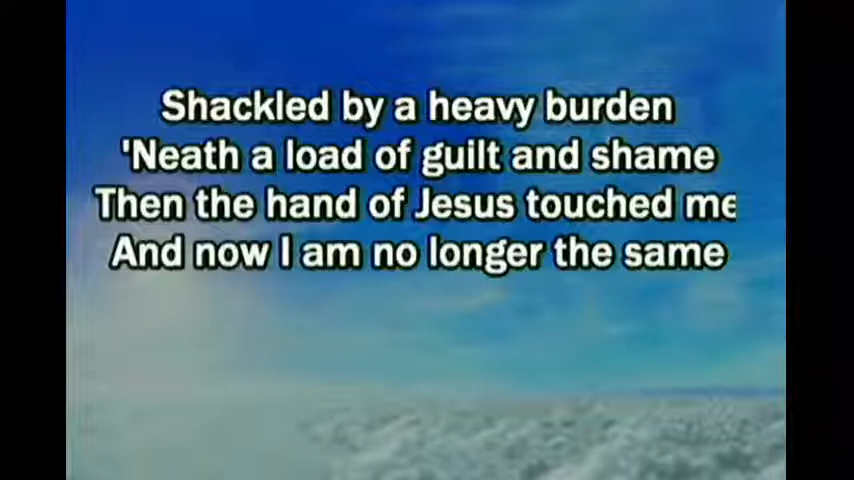 Shackled by a heavy burden
'Neath a load of guilt and shame
Then the hand of Jesus touched me
And now I am no longer the same